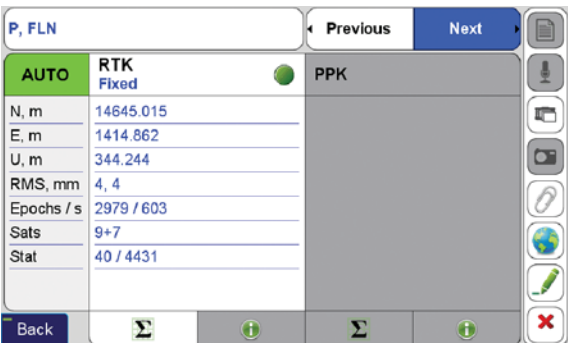 P, FLN
Previous
Next
AUTO
RTK
Fixed
PPK
N, m 14645.015
E, m 1414.862
U, m 344.244
RMS, mm 4, 4
Epochs / s 2979 / 603
Sats 9+7
Stat 40 / 4431
Back Σ Σ